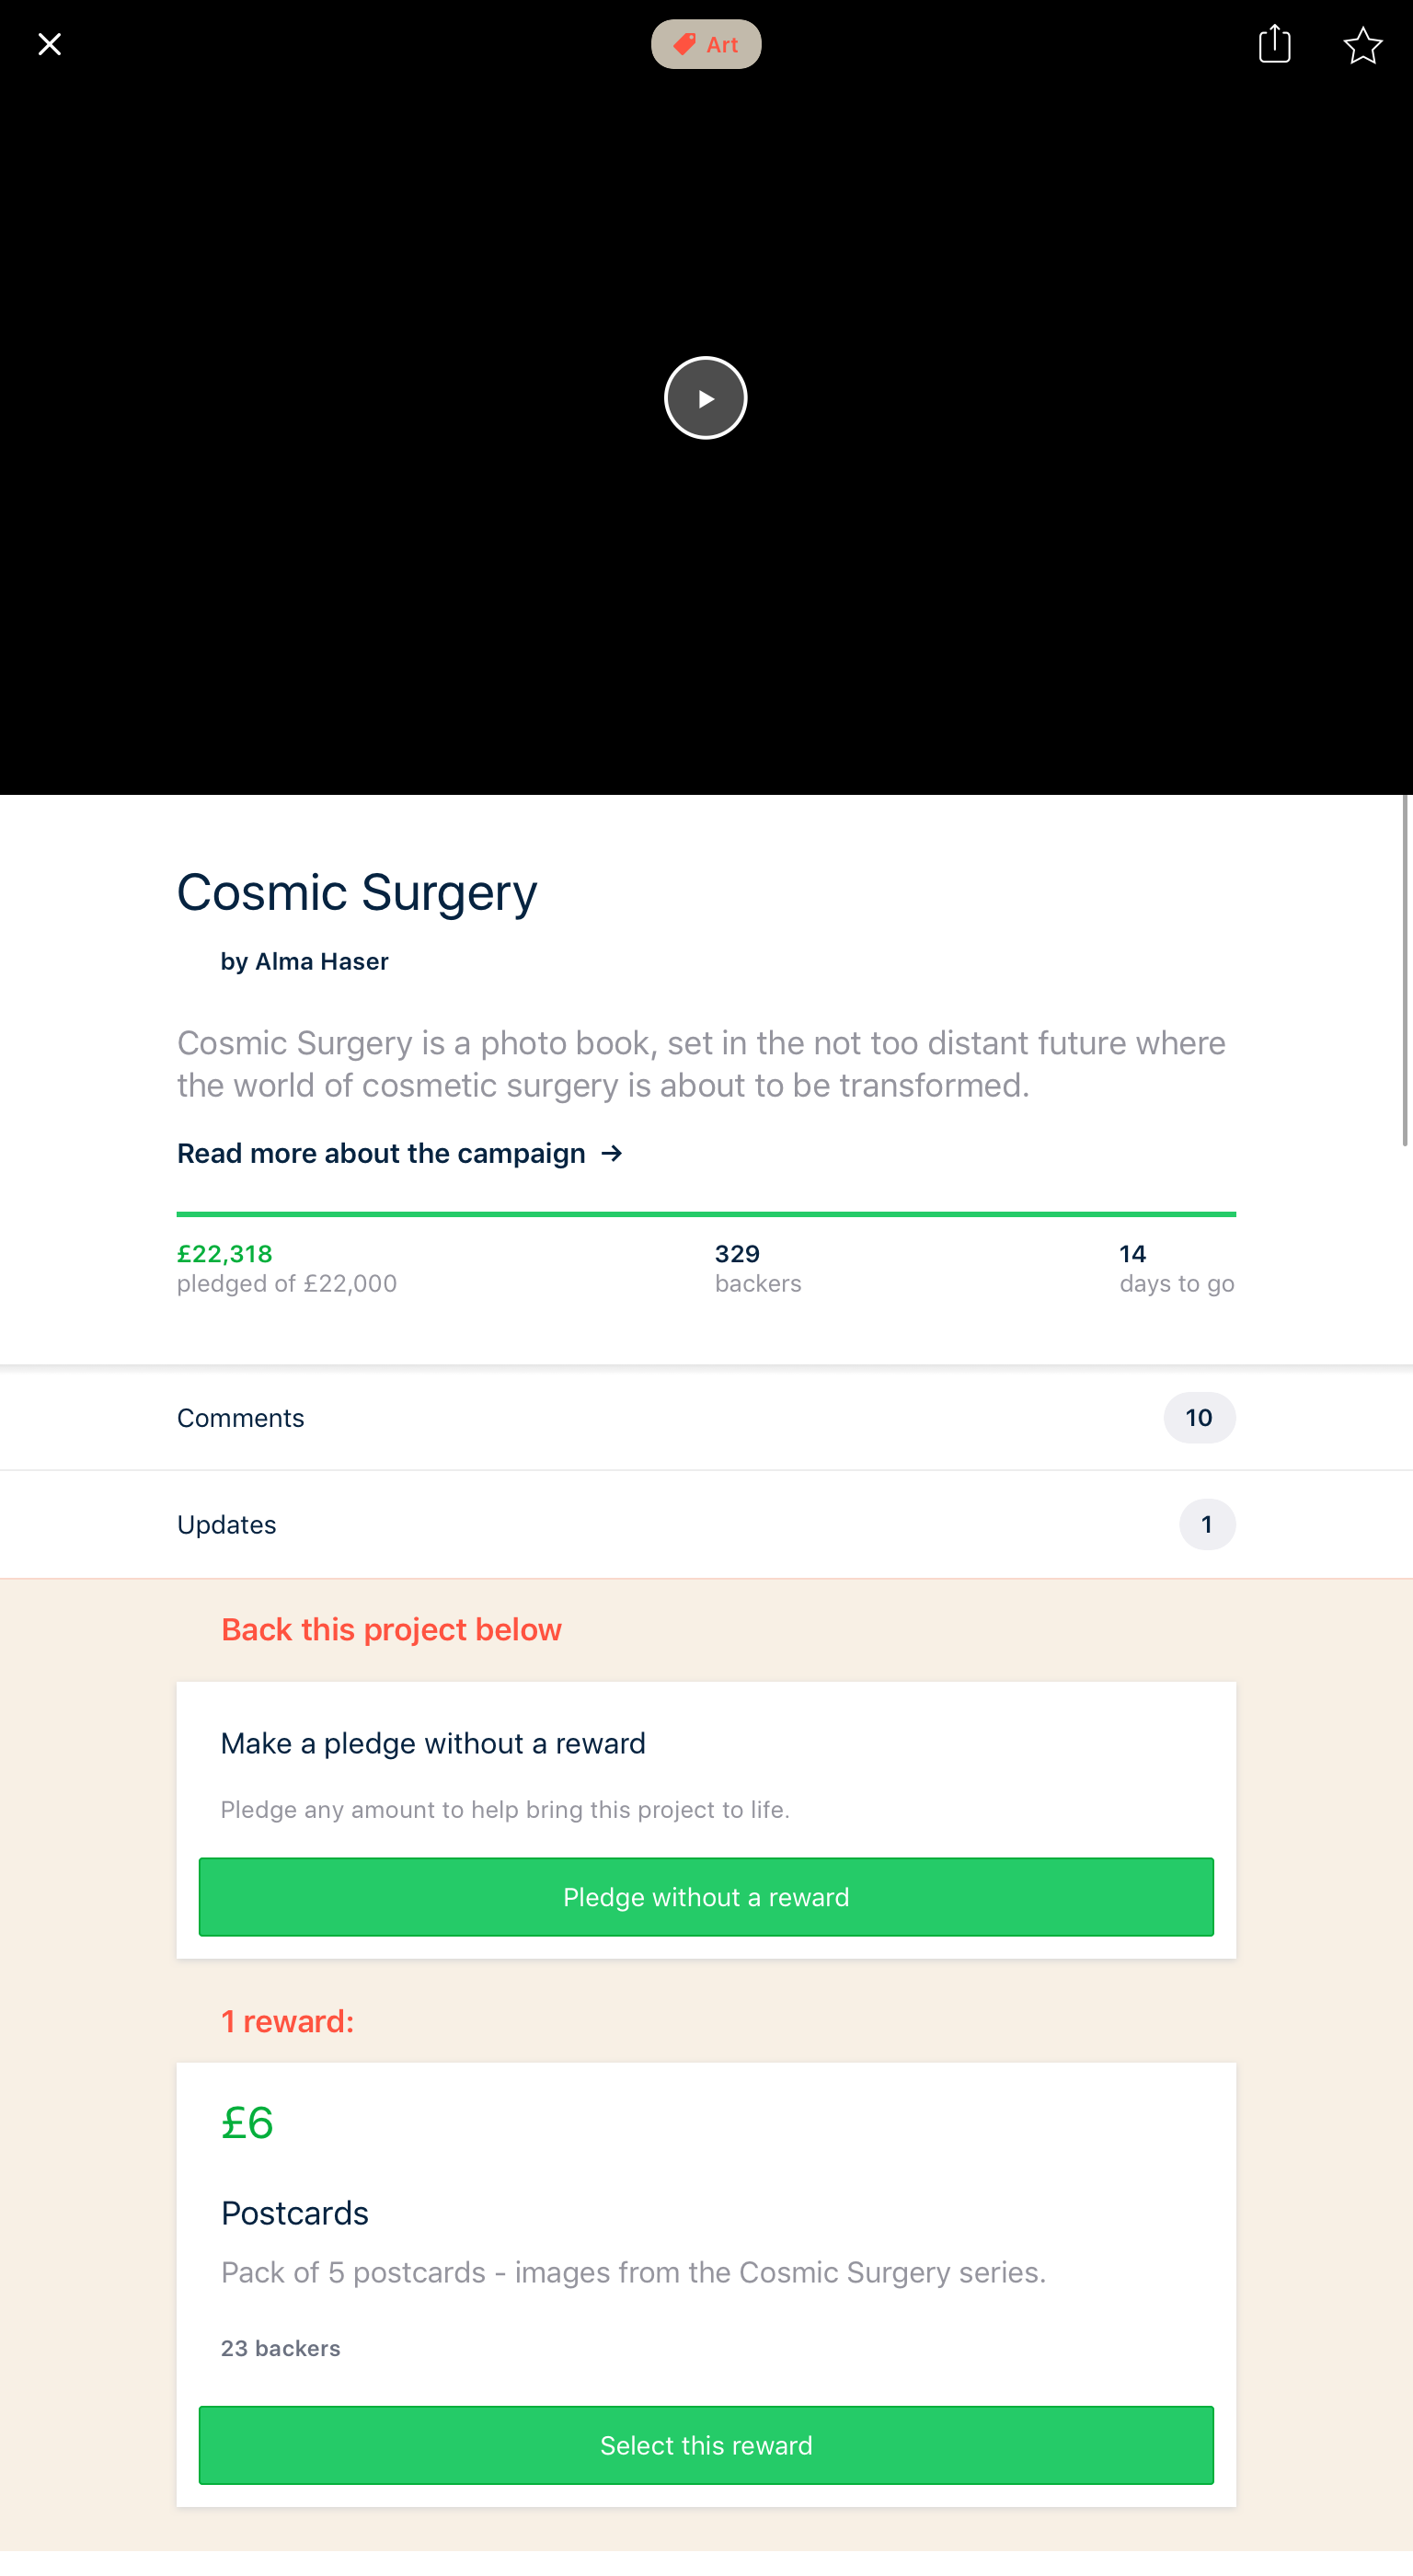 Art
Cosmic Surgery
by Alma Haser
Cosmic Surgery is a photo book, set in the not too distant future where
the world of cosmetic surgery is about to be transformed.
Read more about the campaign →
£22,318
pledged of £22,000
329
backers
14
days to go
Comments
10
Updates
1
Back this project below
Make a pledge without a reward
Pledge any amount to help bring this project to life.
Pledge without a reward
1 reward:
£6
Postcards
Pack of 5 postcards - images from the Cosmic Surgery series.
23 backers
Select this reward